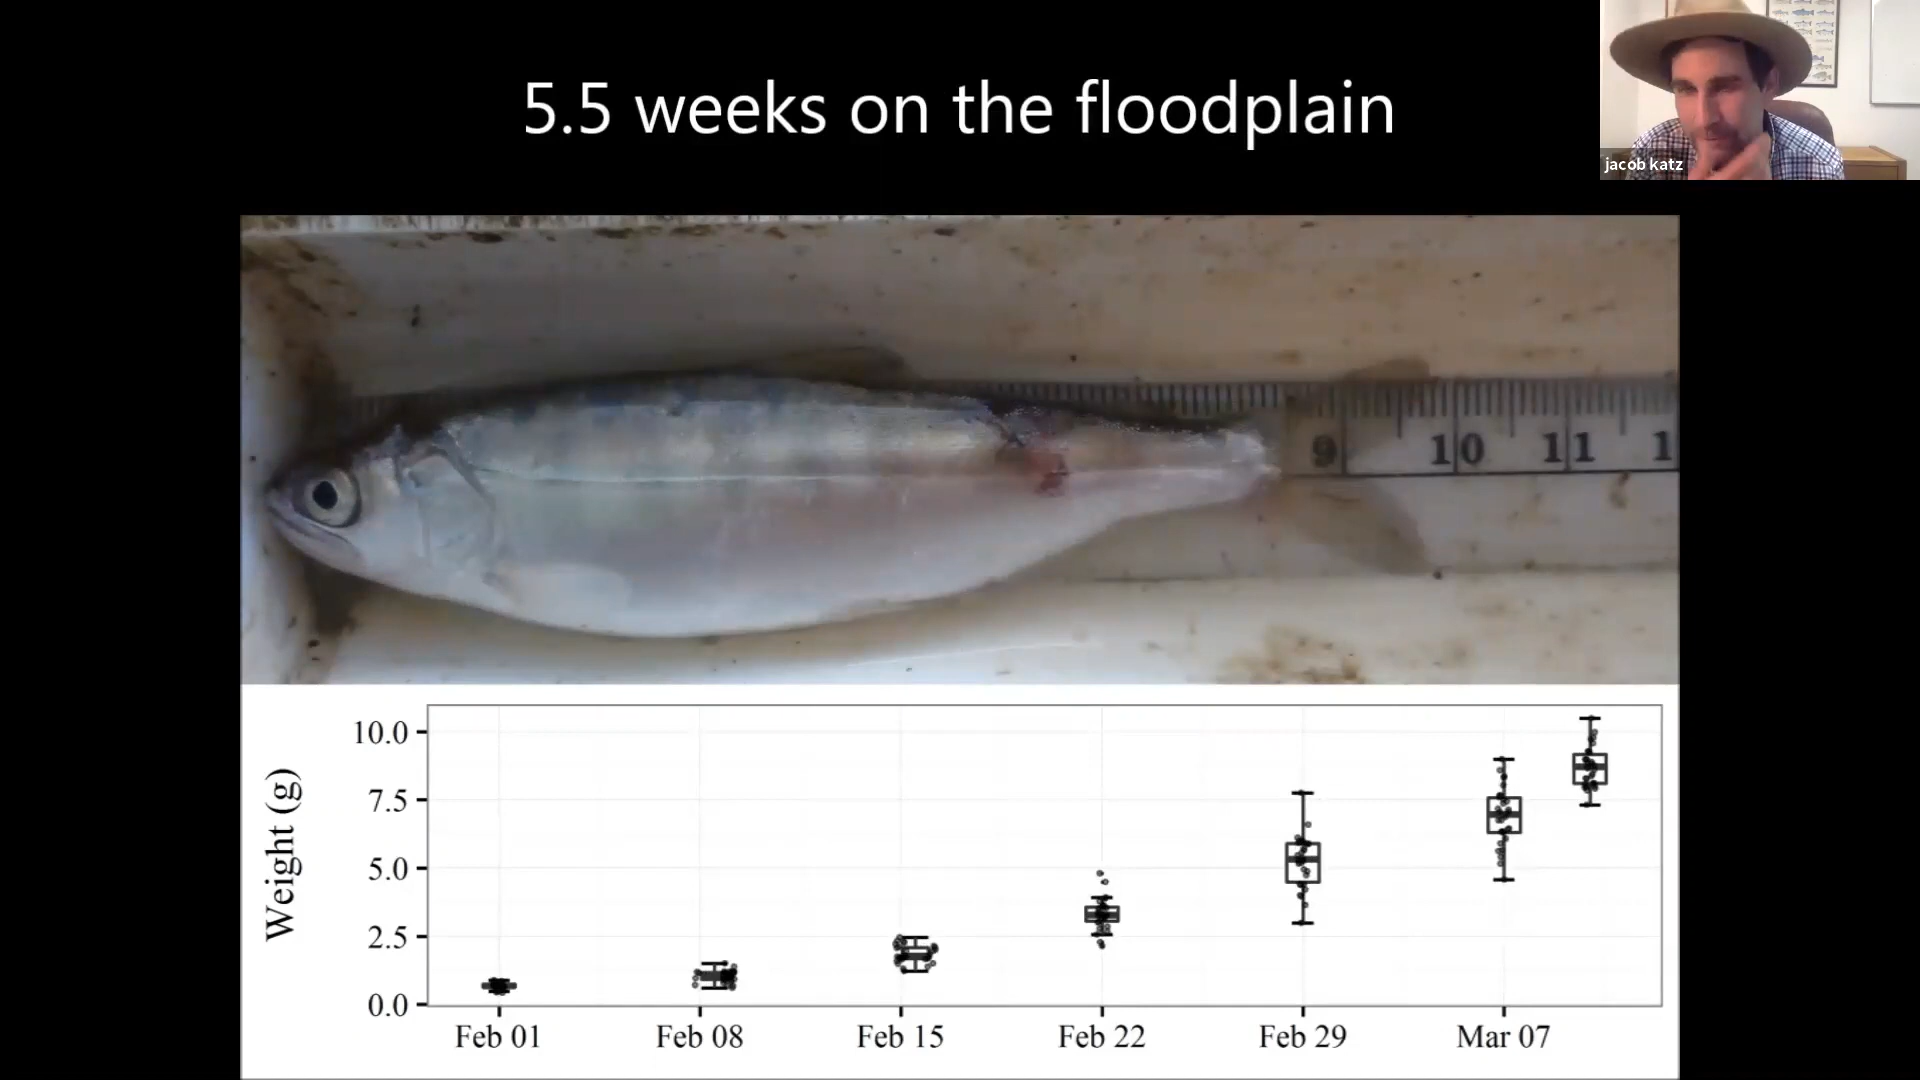 5.5 weeks on the floodplain
jacob katz
9 10 11 1
Weight (g)
10.0
7.5
5.0
2.5
0.0
Feb 01 Feb 08 Feb 15 Feb 22 Feb 29 Mar 07